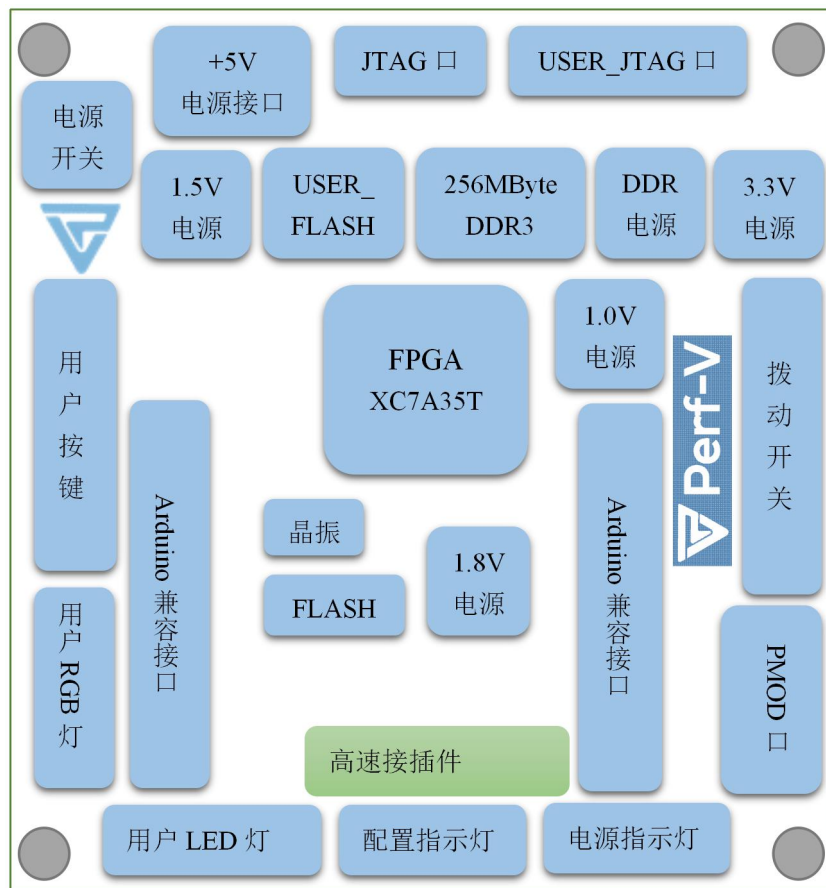 +5V
电源接口
JTAG 口
USER_JTAG 口
电源
开关
1.5V
电源
USER_
FLASH
256MByte
DDR3
DDR
电源
3.3V
电源
用
户
按
键
FPGA
XC7A35T
1.0V
电源
Perf-V
拨
动
开
关
Arduino 兼容接口
晶振
1.8V
电源
Arduino 兼容接口
FLASH
用户
RGB
灯
PMOD 口
高速接插件
用户 LED 灯
配置指示灯
电源指示灯